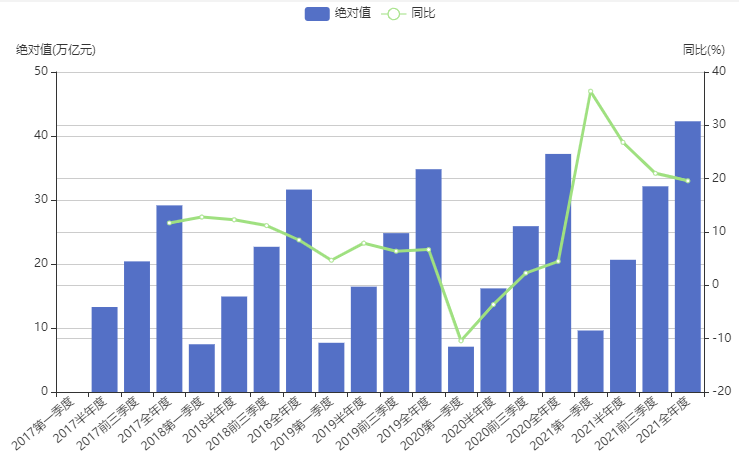 绝对值 同比
绝对值(万亿元) 同比(%)
50 40
40 30
30 20
20 10
10 0
0 -10
-20
2017第一季度
2017半年度
2017前三季度
2017全年度
2018第一季度
2018半年度
2018前三季度
2018全年度
2019第一季度
2019半年度
2019前三季度
2019全年度
2020第一季度
2020半年度
2020前三季度
2020全年度
2021第一季度
2021半年度
2021前三季度
2021全年度